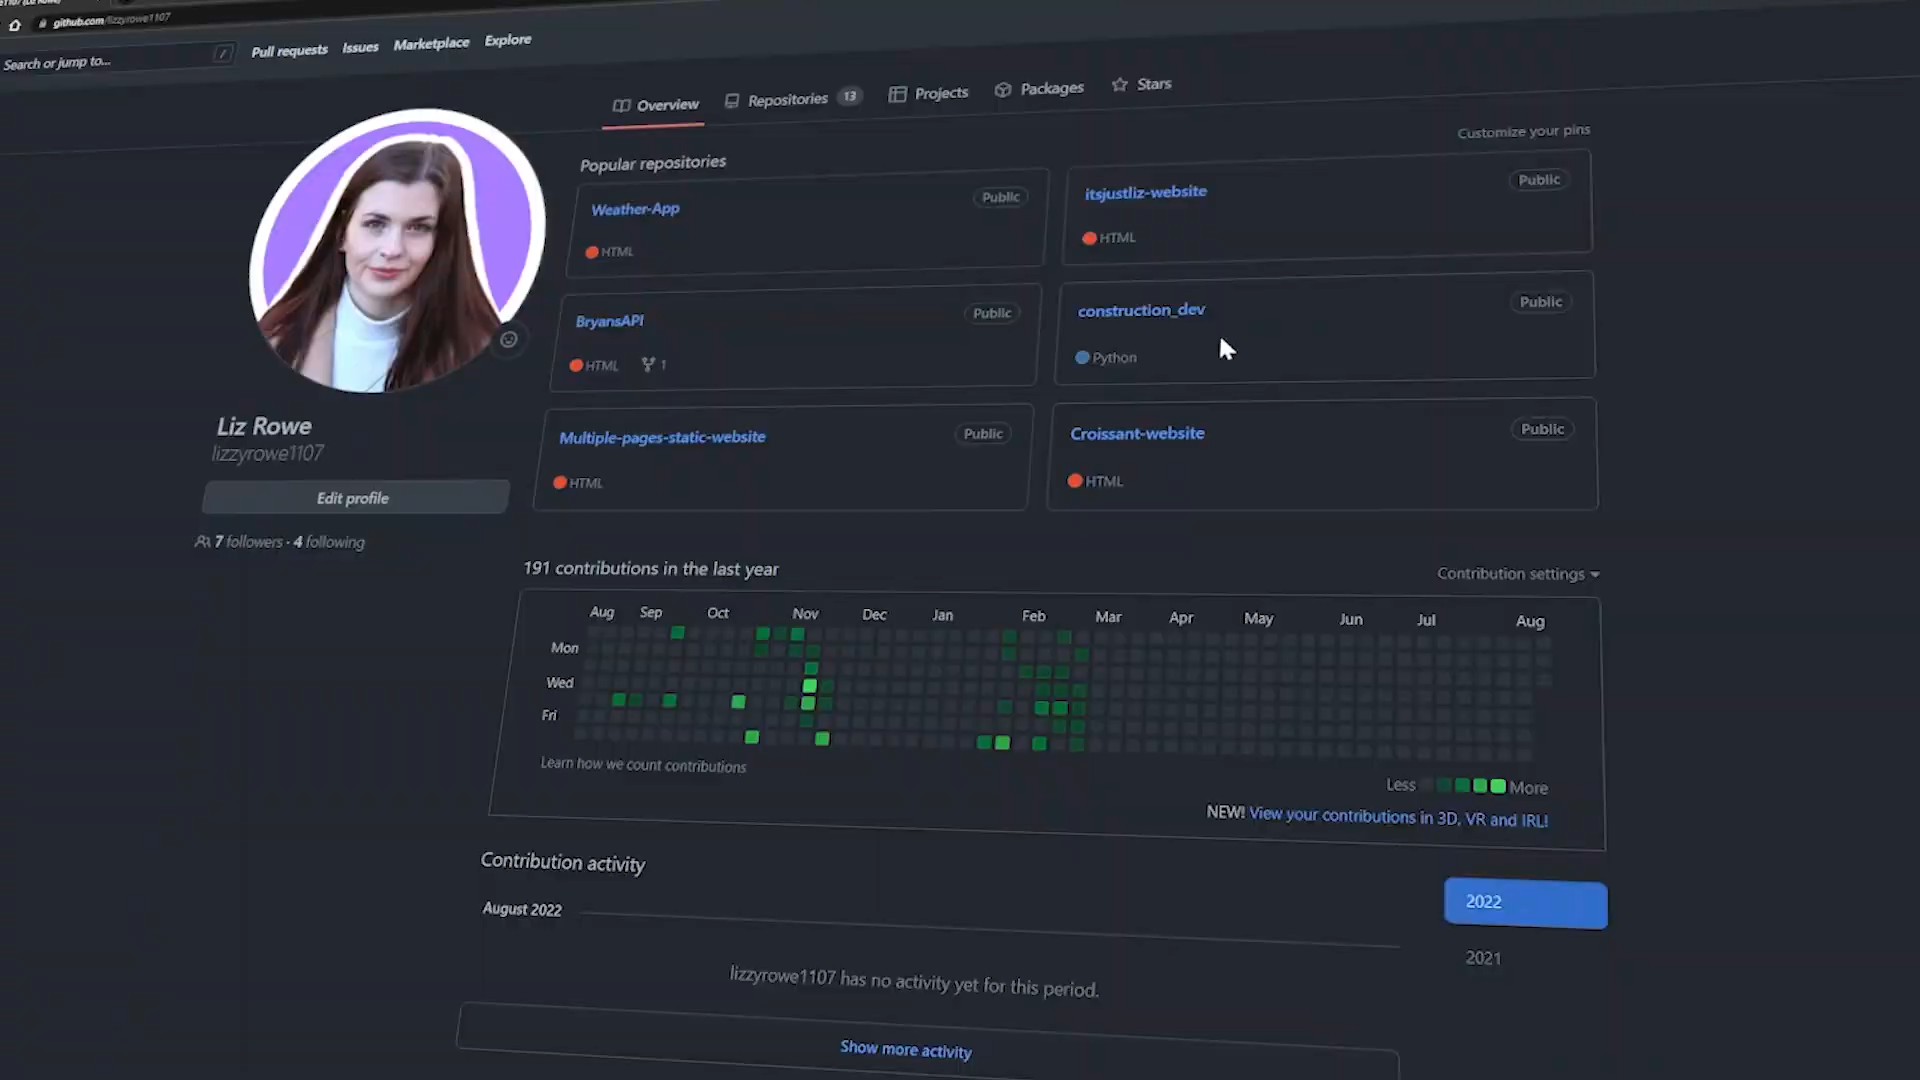 github.com/lizzyrowe1107
Search or jump to...
/
Pull requests
Issues
Marketplace
Explore
Overview
Repositories 13
Projects
Packages
Stars
Popular repositories
Customize your pins
Weather-App
Public
HTML
itsjustliz-website
Public
HTML
BryansAPI
Public
HTML
1
construction_dev
Public
Python
Multiple-pages-static-website
Public
HTML
Croissant-website
Public
HTML
Liz Rowe
lizzyrowe1107
Edit profile
7 followers · 4 following
191 contributions in the last year
Contribution settings
Aug Sep Oct Nov Dec Jan Feb Mar Apr May Jun Jul Aug
Mon
Wed
Fri
Learn how we count contributions
Less
More
NEW! View your contributions in 3D, VR and IRL!
Contribution activity
2022
2021
August 2022
lizzyrowe1107 has no activity yet for this period.
Show more activity